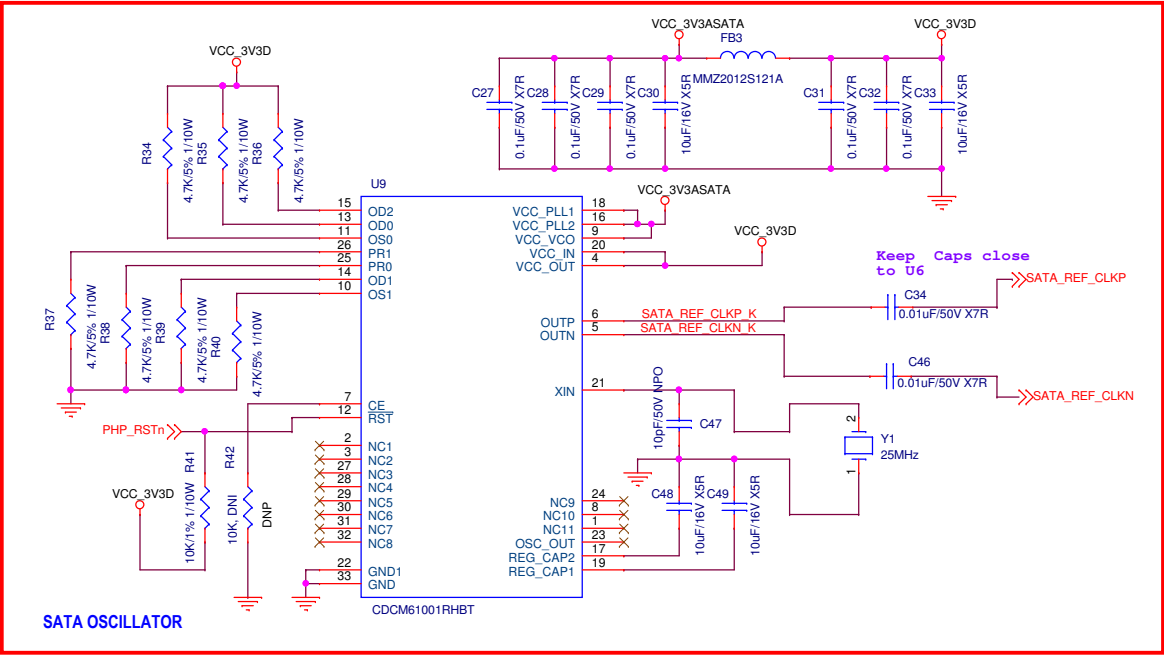 VCC_3V3ASATA
VCC_3V3D
FB3
MMZ2012S121A
C27
0.1uF/50V X7R
C28
0.1uF/50V X7R
C29
0.1uF/50V X7R
C30
10uF/16V X5R
C31
0.1uF/50V X7R
C32
0.1uF/50V X7R
C33
10uF/16V X5R
VCC_3V3D
R34
4.7K/5% 1/10W
R35
4.7K/5% 1/10W
R36
4.7K/5% 1/10W
U9
VCC_3V3ASATA
VCC_3V3D
15 OD2
13 OD0
11 OS0
26 PR1
25 PR0
14 OD1
10 OS1
7 CE
12 RST
2 NC1
3 NC2
27 NC3
28 NC4
29 NC5
30 NC6
31 NC7
32 NC8
22 GND1
33 GND
VCC_PLL1 18
VCC_PLL2 16
VCC_VCO 9
VCC_IN 20
VCC_OUT 4
OUTP 6
OUTN 5
XIN 21
NC9 24
NC10 8
NC11 1
OSC_OUT 23
REG_CAP2 17
REG_CAP1 19
CDCM61001RHBT
R37
4.7K/5% 1/10W
R38
4.7K/5% 1/10W
R39
4.7K/5% 1/10W
R40
4.7K/5% 1/10W
PHP_RSTn
VCC_3V3D
R41
10K/1% 1/10W
R42
10K, DNI
DNP
SATA_REF_CLKP_K
SATA_REF_CLKN_K
Keep Caps close
to U6
C34
0.01uF/50V X7R
SATA_REF_CLKP
C46
0.01uF/50V X7R
SATA_REF_CLKN
10pF/50V NPO
C47
2
Y1
25MHz
1
C48
10uF/16V X5R
C49
10uF/16V X5R
SATA OSCILLATOR